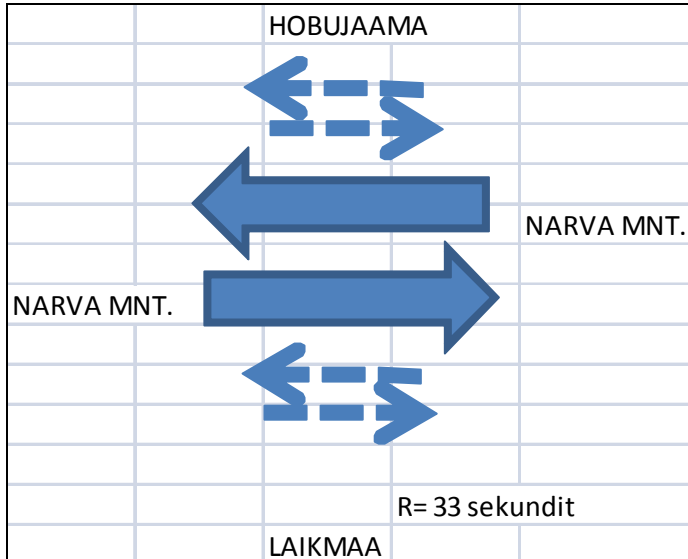 HOBUJAAMA
NARVA MNT.
NARVA MNT.
R= 33 sekundit
LAIKMAA